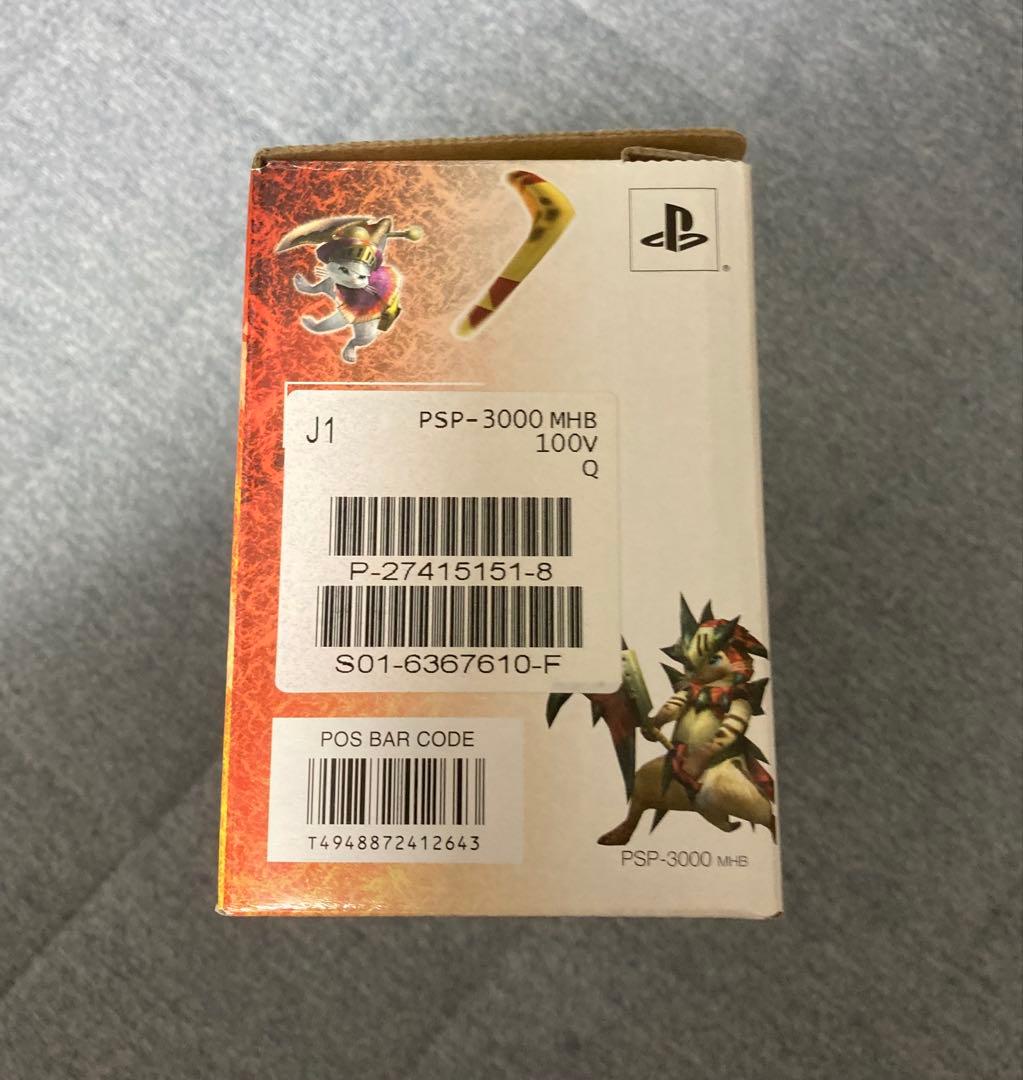 J1
PSP-3000 MHB
100V
Q
P-27415151-8
S01-6367610-F
POS BAR CODE
T4948872412643
PSP-3000 MHB